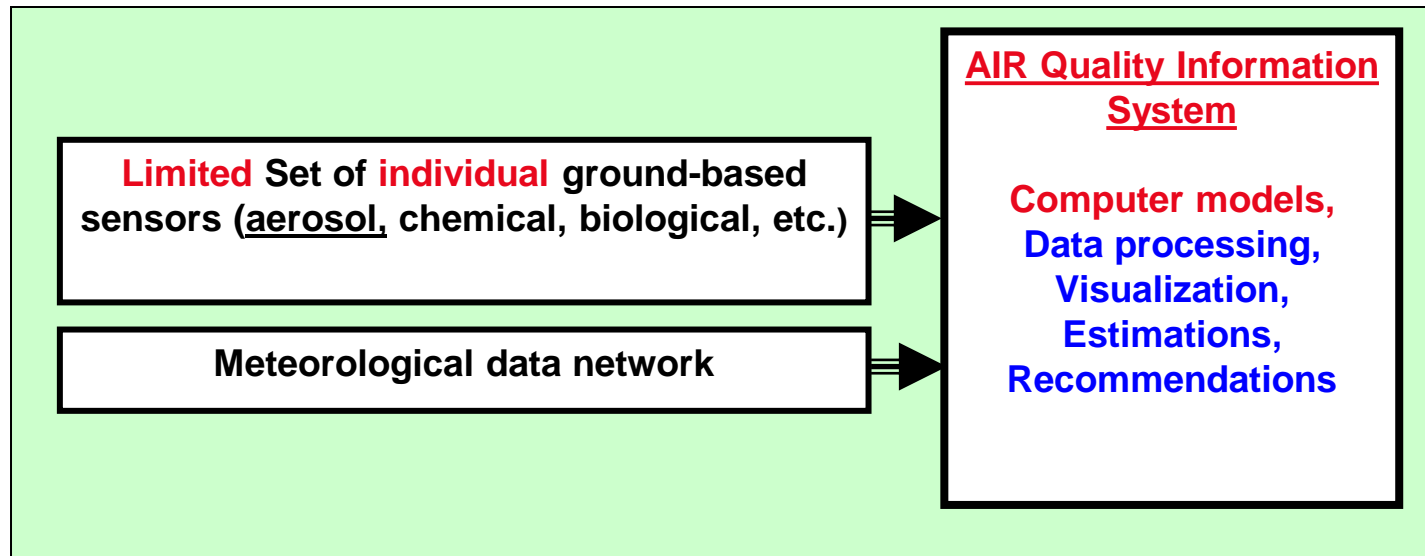 Limited Set of individual ground-based
sensors (aerosol, chemical, biological, etc.)
Meteorological data network
AIR Quality Information
System
Computer models,
Data processing,
Visualization,
Estimations,
Recommendations